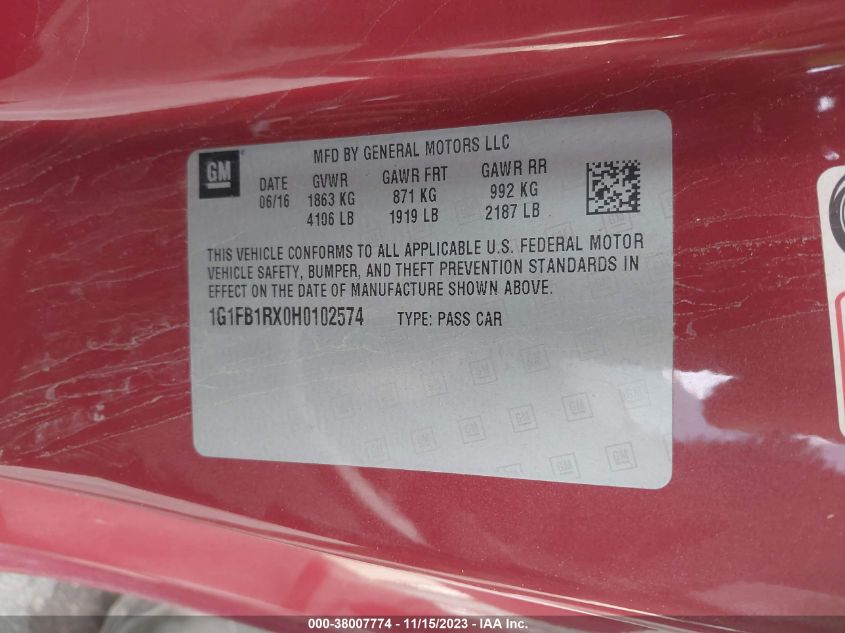 GM
MFD BY GENERAL MOTORS LLC
DATE GVWR GAWR FRT GAWR RR
06/16 1863 KG 871 KG 992 KG
4106 LB 1919 LB 2187 LB
THIS VEHICLE CONFORMS TO ALL APPLICABLE U.S. FEDERAL MOTOR
VEHICLE SAFETY, BUMPER, AND THEFT PREVENTION STANDARDS IN
EFFECT ON THE DATE OF MANUFACTURE SHOWN ABOVE.
1G1FB1RX0H0102574 TYPE: PASS CAR
000-38007774 - 11/15/2023 - IAA Inc.